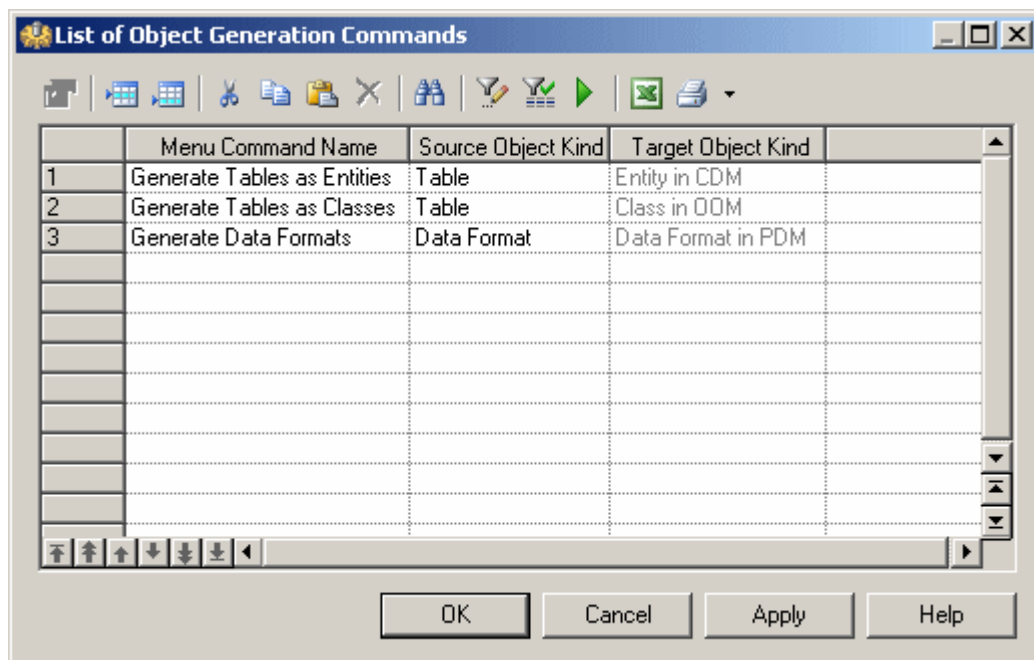 List of Object Generation Commands
Menu Command Name Source Object Kind Target Object Kind
1 Generate Tables as Entities Table Entity in CDM
2 Generate Tables as Classes Table Class in OOM
3 Generate Data Formats Data Format Data Format in PDM
OK Cancel Apply Help